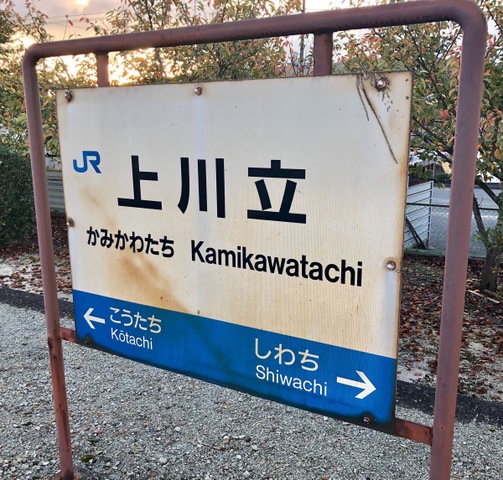 JR
上川立
かみかわたち Kamikawatachi
← こうたち
Kōtachi
しわち →
Shiwachi